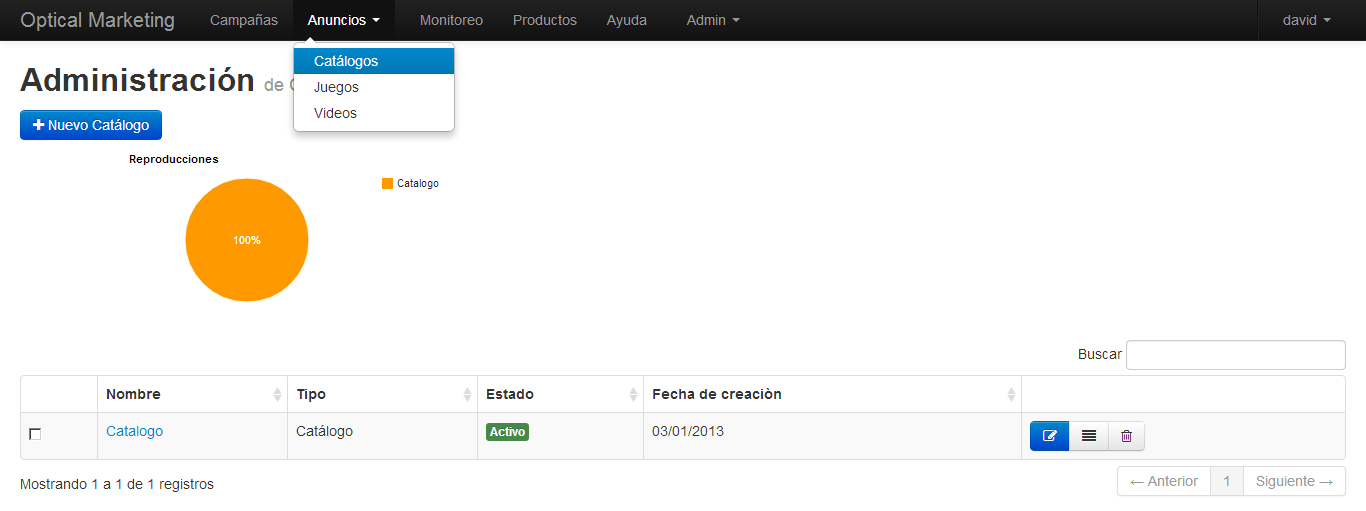 Optical Marketing Campañas Anuncios Monitoreo Productos Ayuda Admin david
Catálogos
Juegos
Videos
Administración de
Nuevo Catálogo
Reproducciones
Catalogo
100%
Buscar
Nombre Tipo Estado Fecha de creaciòn
Catalogo Catálogo Activo 03/01/2013
Mostrando 1 a 1 de 1 registros
← Anterior 1 Siguiente →